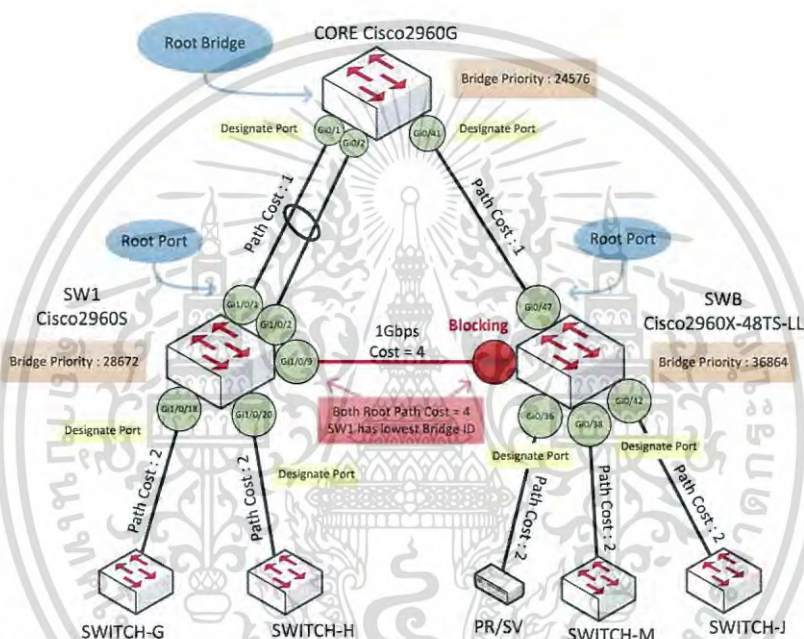 CORE Cisco2960G
Root Bridge
Bridge Priority : 24576
Designate Port
Gi0/1
Gi0/2
Gi0/41
Designate Port
Path Cost : 1
Path Cost : 1
Root Port
Root Port
SW1
Cisco2960S
Gi1/0/1
Gi1/0/2
Gi0/47
SWB
Cisco2960X-48TS-LL
1Gbps
Cost = 4
Blocking
Bridge Priority : 28672
Gi1/0/9
Bridge Priority : 36864
Gi1/0/18
Gi1/0/20
Both Root Path Cost = 4
SW1 has lowest Bridge ID
Gi0/36
Gi0/38
Gi0/42
Designate Port
Designate Port
Designate Port
Designate Port
Path Cost : 2
Path Cost : 2
Path Cost : 2
Path Cost : 2
Path Cost : 2
SWITCH-G
SWITCH-H
PR/SV
SWITCH-M
SWITCH-J